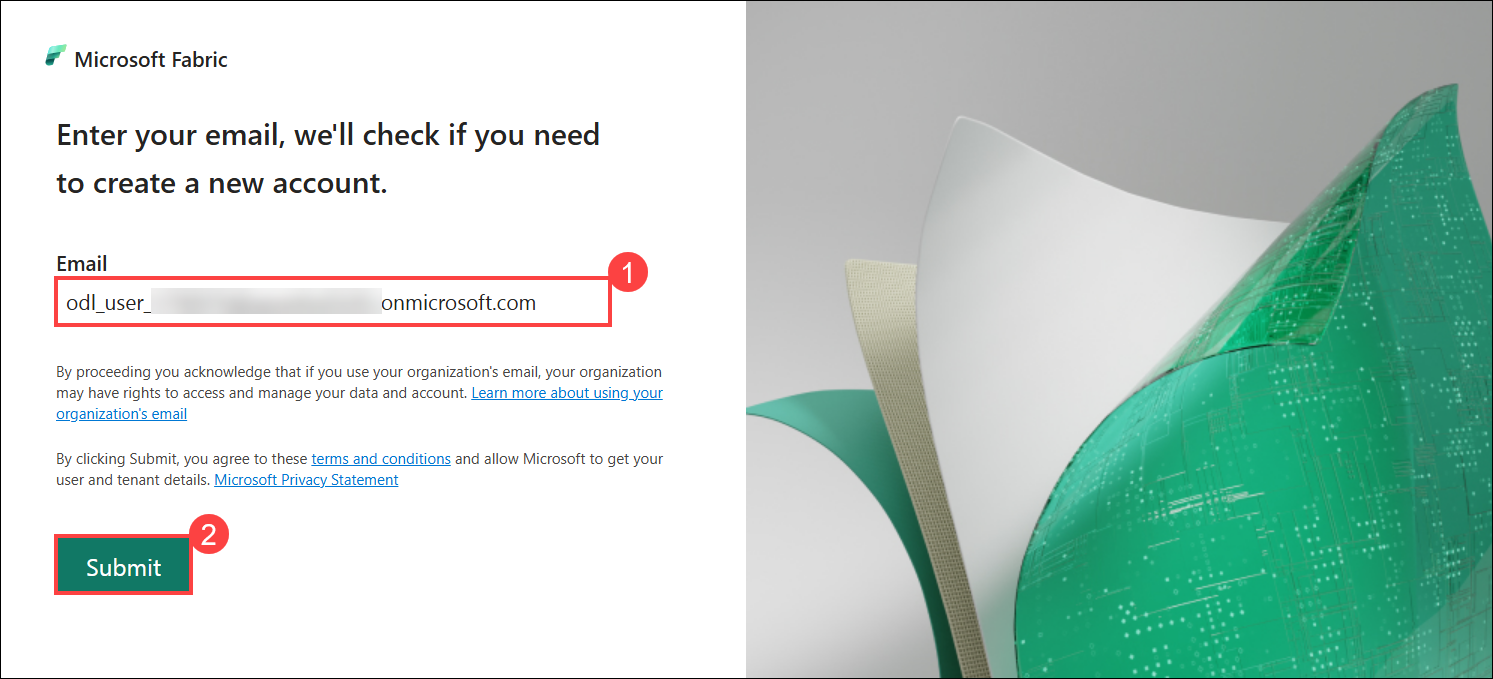 Microsoft Fabric
Enter your email, we'll check if you need
to create a new account.
Email
1
odl_user_ onmicrosoft.com
By proceeding you acknowledge that if you use your organization's email, your organization
may have rights to access and manage your data and account. Learn more about using your
organization's email
By clicking Submit, you agree to these terms and conditions and allow Microsoft to get your
user and tenant details. Microsoft Privacy Statement
2
Submit